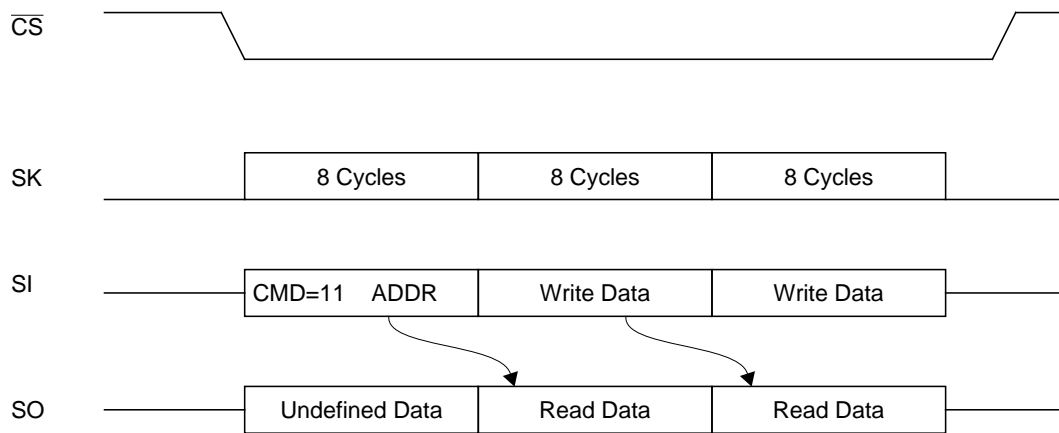 CS
SK 8 Cycles 8 Cycles 8 Cycles
SI CMD=11 ADDR Write Data Write Data
SO Undefined Data Read Data Read Data